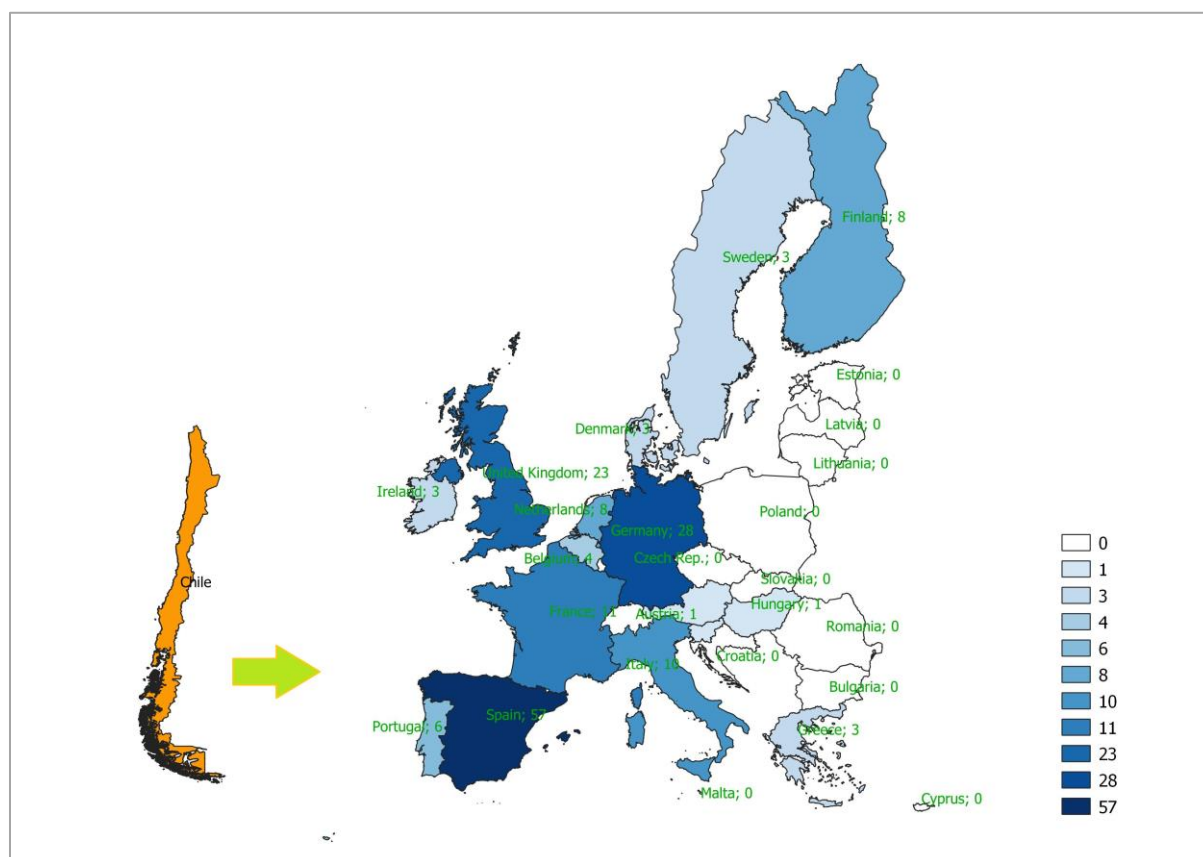 Finland; 8
Sweden; 3
Estonia; 0
Denmark; 3
Latvia; 0
Lithuania; 0
United Kingdom; 23
Ireland; 3
Netherlands; 8
Poland; 0
Germany; 28
Belgium; 4
Czech Rep.; 0
Slovakia; 0
Chile
Hungary; 1
France; 11
Austria; 1
Romania; 0
Croatia; 0
Italy; 10
Bulgaria; 0
Portugal; 6
Spain; 57
Greece; 3
Malta; 0
Cyprus; 0
0
1
3
4
6
8
10
11
23
28
57